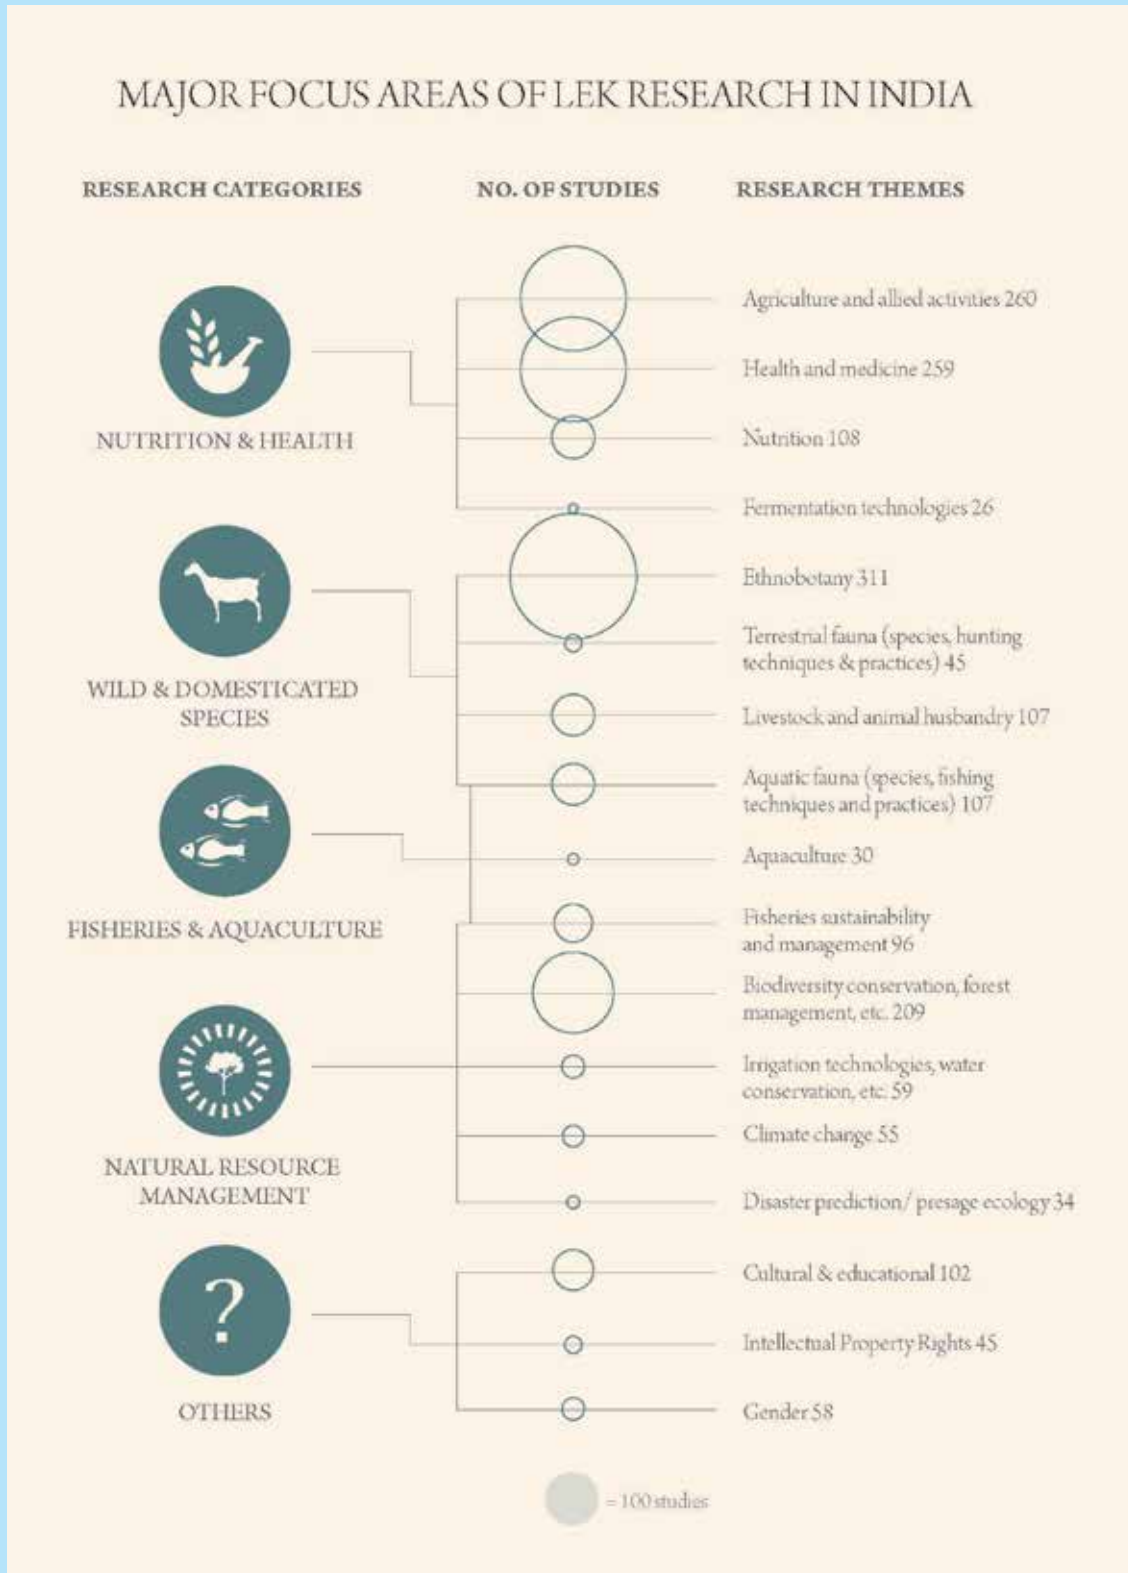 MAJOR FOCUS AREAS OF LEK RESEARCH IN INDIA
RESEARCH CATEGORIES
NO. OF STUDIES
RESEARCH THEMES
NUTRITION & HEALTH
Agriculture and allied activities 260
Health and medicine 259
Nutrition 108
Fermentation technologies 26
WILD & DOMESTICATED
SPECIES
Ethnobotany 311
Terrestrial fauna (species, hunting
techniques & practices) 45
Livestock and animal husbandry 107
Aquatic fauna (species, fishing
techniques and practices) 107
FISHERIES & AQUACULTURE
Aquaculture 30
Fisheries sustainability
and management 96
NATURAL RESOURCE
MANAGEMENT
Biodiversity conservation, forest
management, etc. 209
Irrigation technologies, water
conservation, etc. 59
Climate change 55
Disaster prediction/ presage ecology 34
?
OTHERS
Cultural & educational 102
Intellectual Property Rights 45
Gender 58
= 100 studies